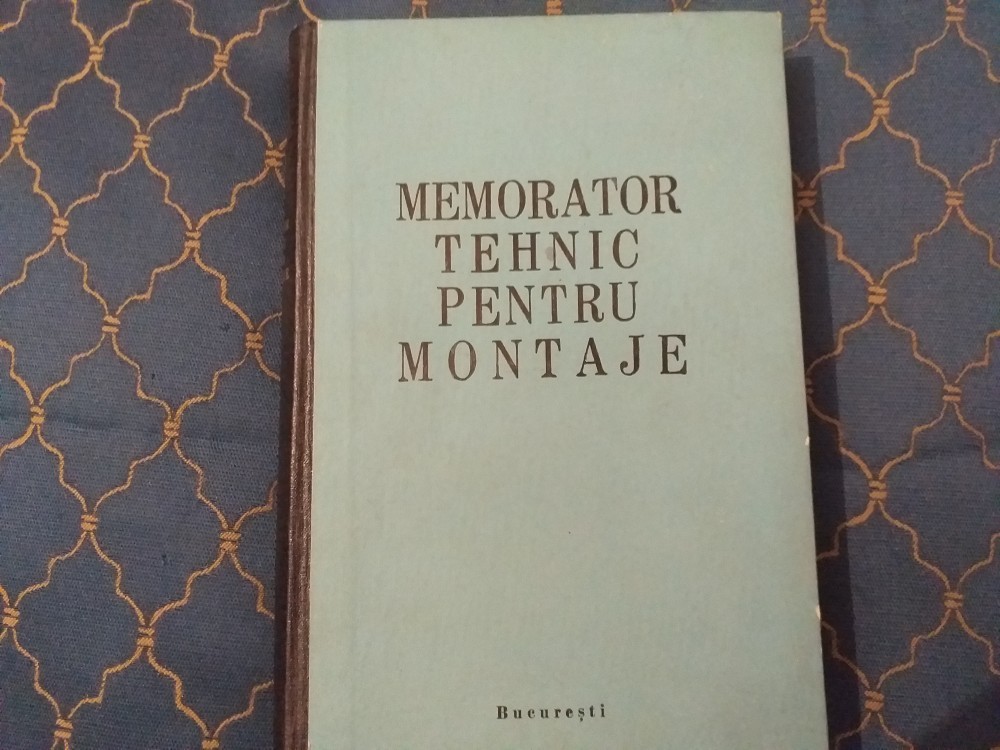 MEMORATOR
TEHNIC
PENTRU
MONTAJE
București